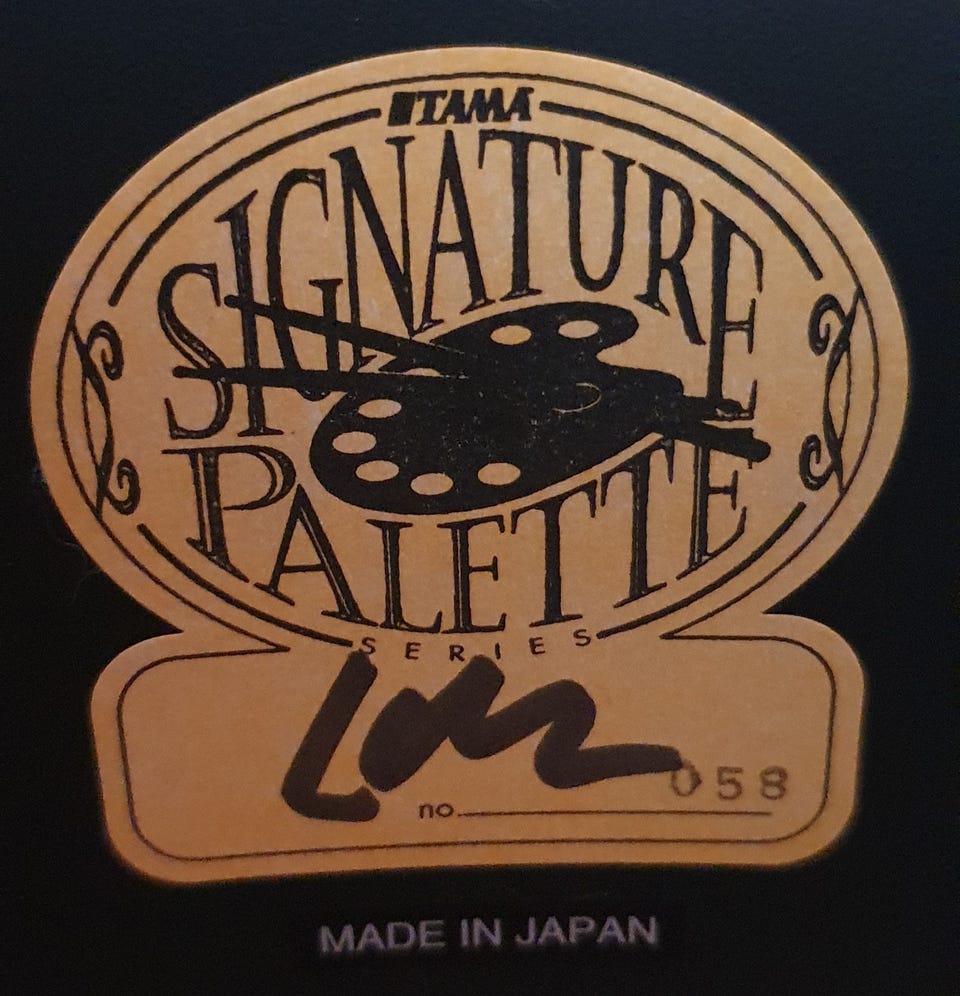 TAMA
SIGNATURE
PALETTE
SERIES
no. 058
MADE IN JAPAN